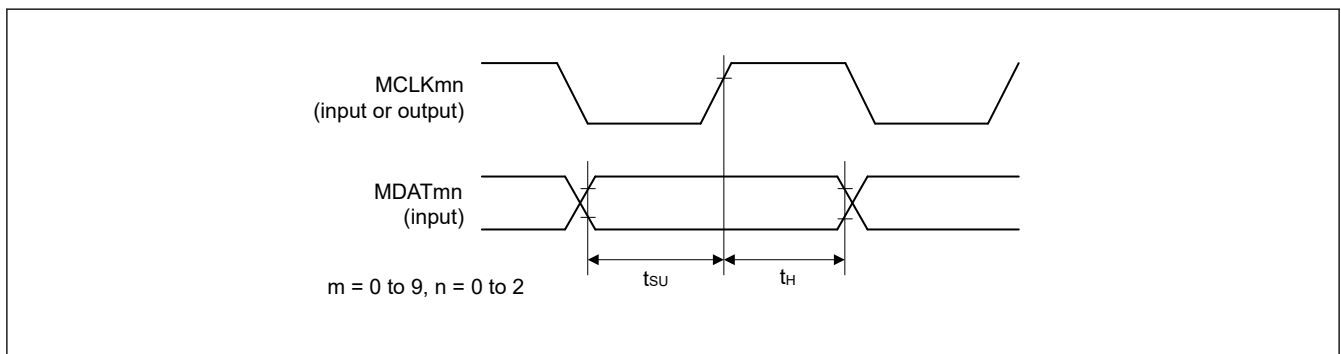 MCLKmn
(input or output)
MDATmn
(input)
tSU
tH
m = 0 to 9, n = 0 to 2